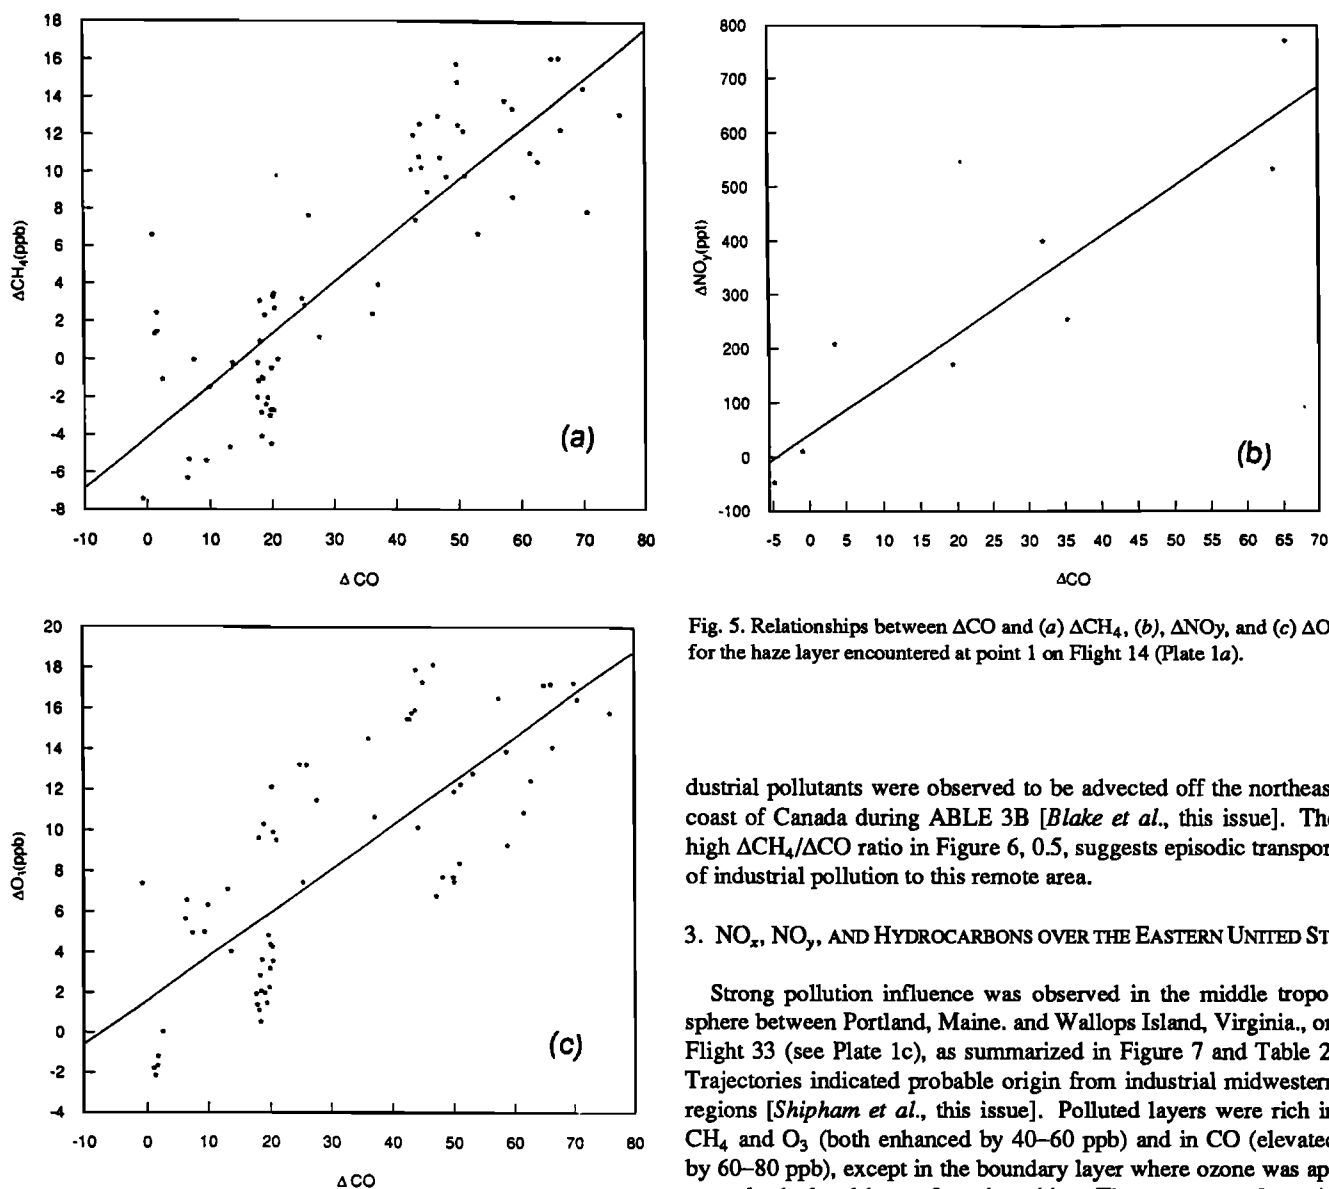 18
16
14
12
10
8
6
4
2
0
-2
-4
-6
-8
ΔCH₄(ppb)
(a)
-10 0 10 20 30 40 50 60 70 80
Δ CO
800
700
600
500
400
300
200
100
0
-100
ΔNOy(ppt)
(b)
-5 0 5 10 15 20 25 30 35 40 45 50 55 60 65 70
ΔCO
Fig. 5. Relationships between ΔCO and (a) ΔCH₄, (b), ΔNOy, and (c) ΔO
for the haze layer encountered at point 1 on Flight 14 (Plate 1a).
20
18
16
14
12
10
8
6
4
2
0
-2
-4
ΔO₃(ppb)
(c)
-10 0 10 20 30 40 50 60 70 80
Δ CO
dustrial pollutants were observed to be advected off the northeas
coast of Canada during ABLE 3B [Blake et al., this issue]. The
high ΔCH₄/ΔCO ratio in Figure 6, 0.5, suggests episodic transpor
of industrial pollution to this remote area.
3. NOₓ, NOy, AND HYDROCARBONS OVER THE EASTERN UNITED ST
Strong pollution influence was observed in the middle tropo
sphere between Portland, Maine. and Wallops Island, Virginia., on
Flight 33 (see Plate 1c), as summarized in Figure 7 and Table 2
Trajectories indicated probable origin from industrial midwestern
regions [Shipham et al., this issue]. Polluted layers were rich in
CH₄ and O₃ (both enhanced by 40–60 ppb) and in CO (elevated
by 60–80 ppb), except in the boundary layer where ozone was ap